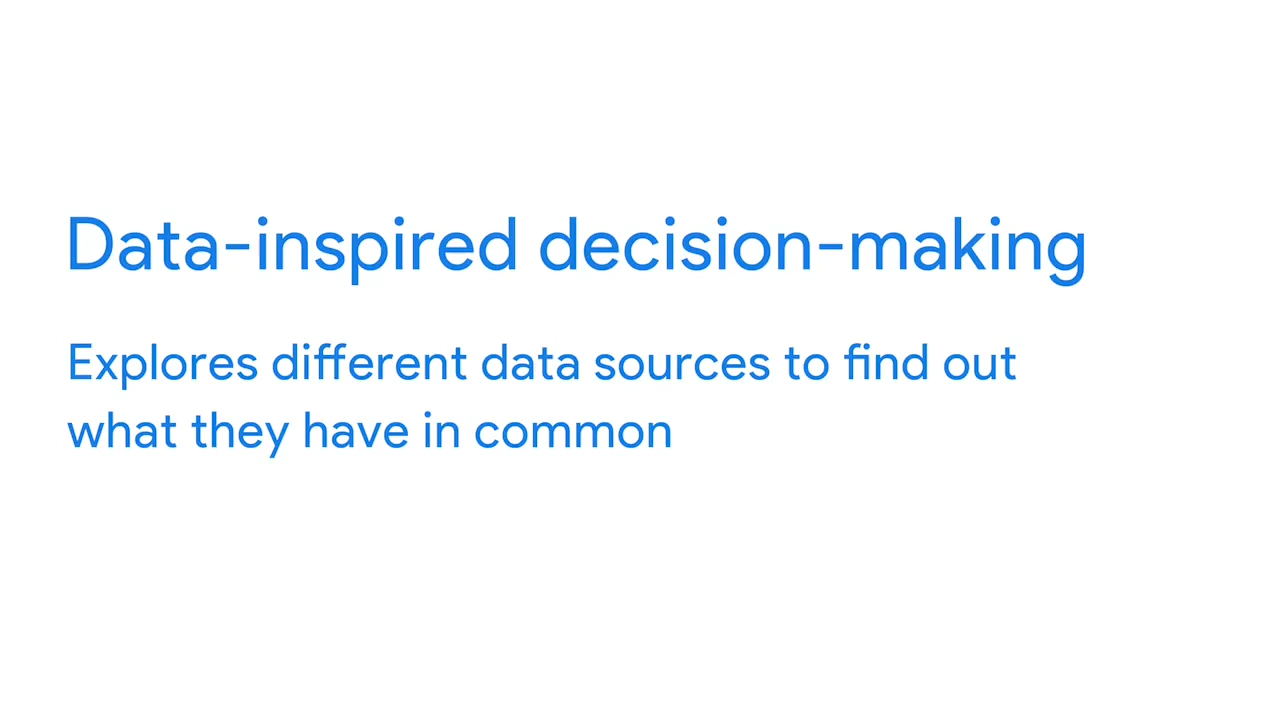 Data-inspired decision-making
Explores different data sources to find out
what they have in common